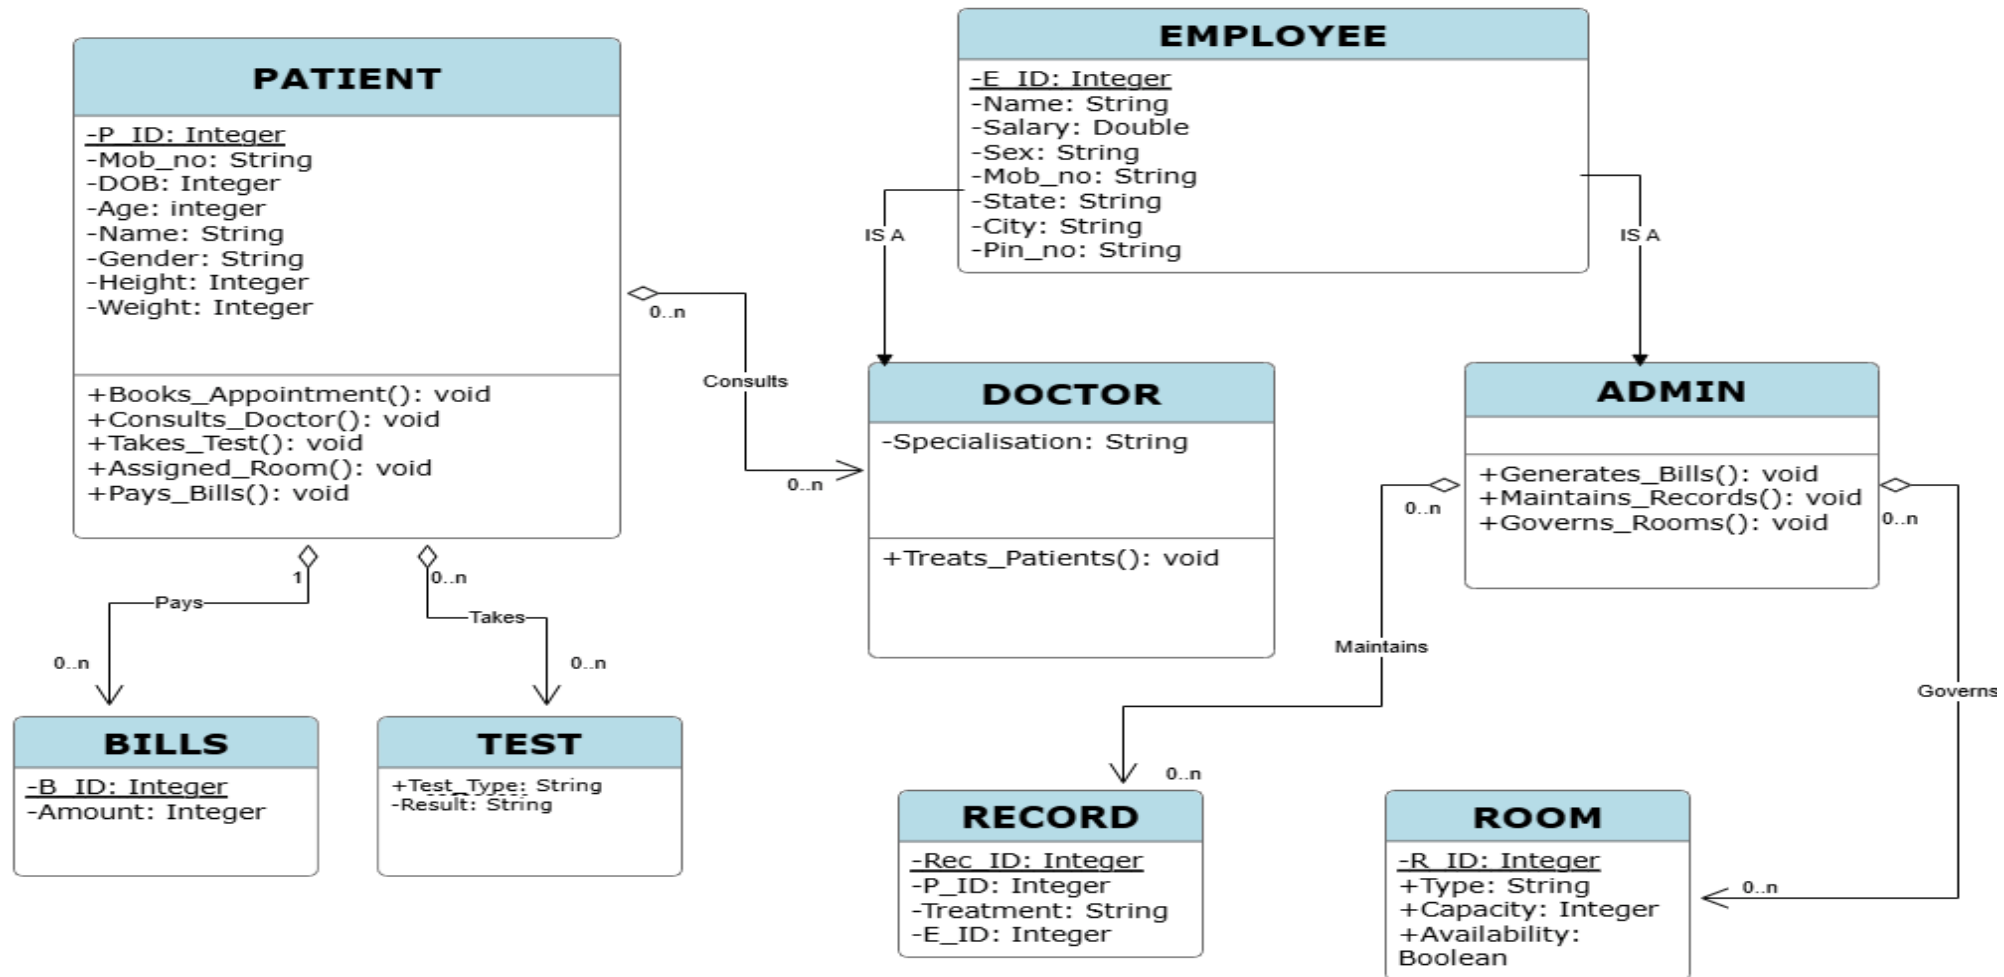 PATIENT
-P_ID: Integer
-Mob_no: String
-DOB: Integer
-Age: integer
-Name: String
-Gender: String
-Height: Integer
-Weight: Integer
+Books_Appointment(): void
+Consults_Doctor(): void
+Takes_Test(): void
+Assigned_Room(): void
+Pays_Bills(): void
EMPLOYEE
-E_ID: Integer
-Name: String
-Salary: Double
-Sex: String
-Mob_no: String
-State: String
-City: String
-Pin_no: String
IS A
IS A
0..n
Consults
0..n
DOCTOR
-Specialisation: String
+Treats_Patients(): void
ADMIN
+Generates_Bills(): void
+Maintains_Records(): void
+Governs_Rooms(): void
0..n
0..n
1
0..n
Pays
Takes
0..n
0..n
Maintains
Governs
BILLS
-B_ID: Integer
-Amount: Integer
TEST
+Test_Type: String
-Result: String
0..n
RECORD
-Rec_ID: Integer
-P_ID: Integer
-Treatment: String
-E_ID: Integer
ROOM
-R_ID: Integer
+Type: String
+Capacity: Integer
+Availability:
Boolean
0..n